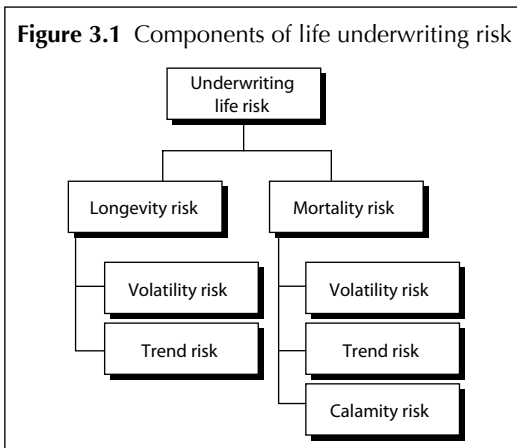 Figure 3.1 Components of life underwriting risk
Underwriting
life risk
Longevity risk
Mortality risk
Volatility risk
Trend risk
Volatility risk
Trend risk
Calamity risk